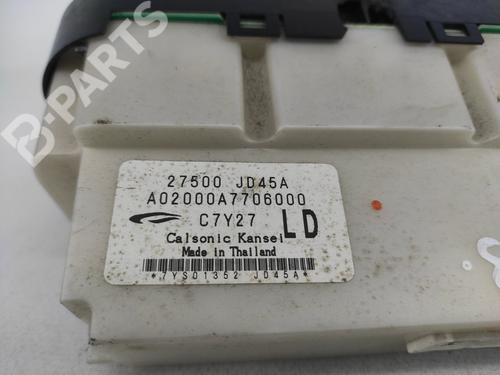 B-PARTS
27500 JD45A
A02000A7706000
C7Y27 LD
Calsonic Kansei
Made in Thailand
*7YS01352 JD45A*